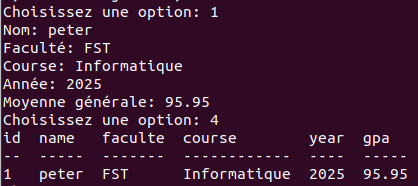 Choisissez une option: 1
Nom: peter
Faculté: FST
Course: Informatique
Année: 2025
Moyenne générale: 95.95
Choisissez une option: 4
id  name   faculte  course        year  gpa
--  -----  -------  ------------  ----  -----
1   peter  FST      Informatique  2025  95.95